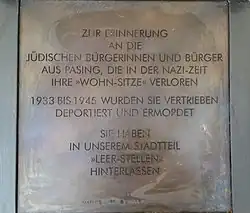 ZUR ERINNERUNG
AN DIE
JÜDISCHEN BÜRGERINNEN UND BÜRGER
AUS PASING, DIE IN DER NAZI-ZEIT
IHRE »WOHN-SITZE« VERLOREN
1933 BIS 1945 WURDEN SIE VERTRIEBEN
DEPORTIERT UND ERMORDET
SIE HABEN
IN UNSEREM STADTTEIL
»LEER-STELLEN«
HINTERLASSEN